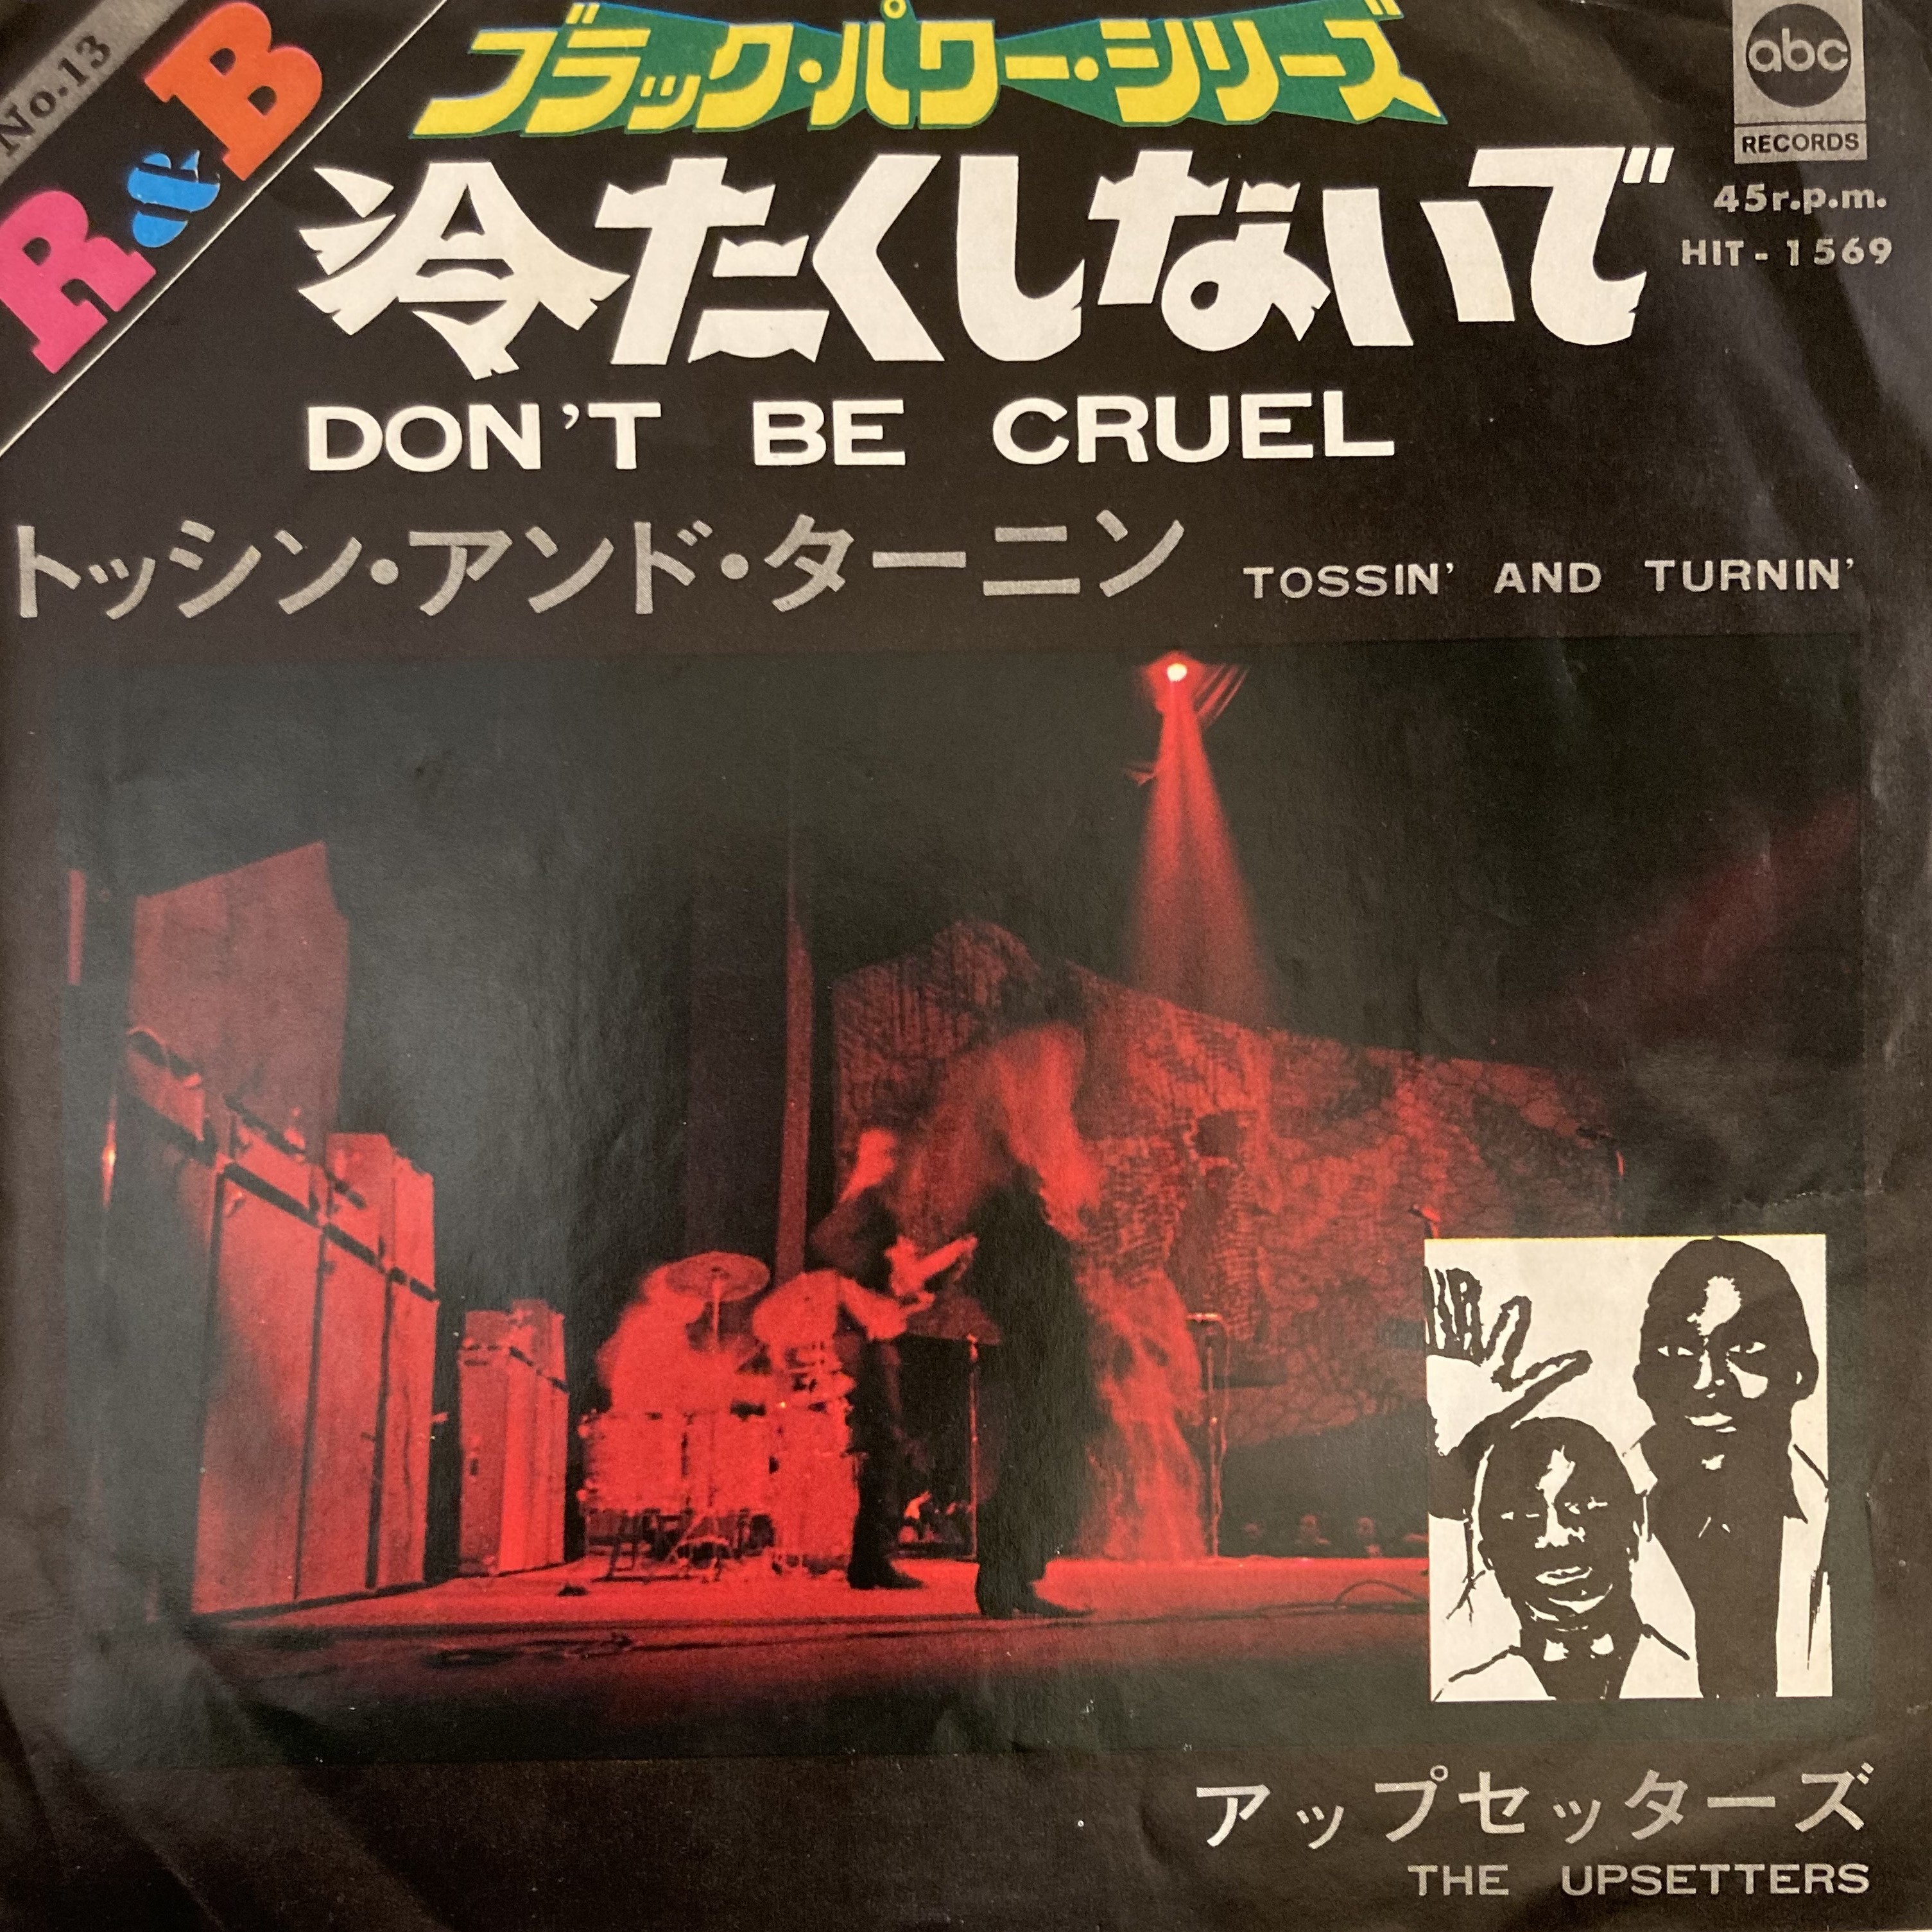 No.13
R&B
ブラック・パワー・シリーズ
abc
RECORDS
45r.p.m.
HIT-1569
冷たくしないで
DON'T BE CRUEL
トッシン・アンド・ターニン TOSSIN' AND TURNIN'
アップセッターズ
THE UPSETTERS